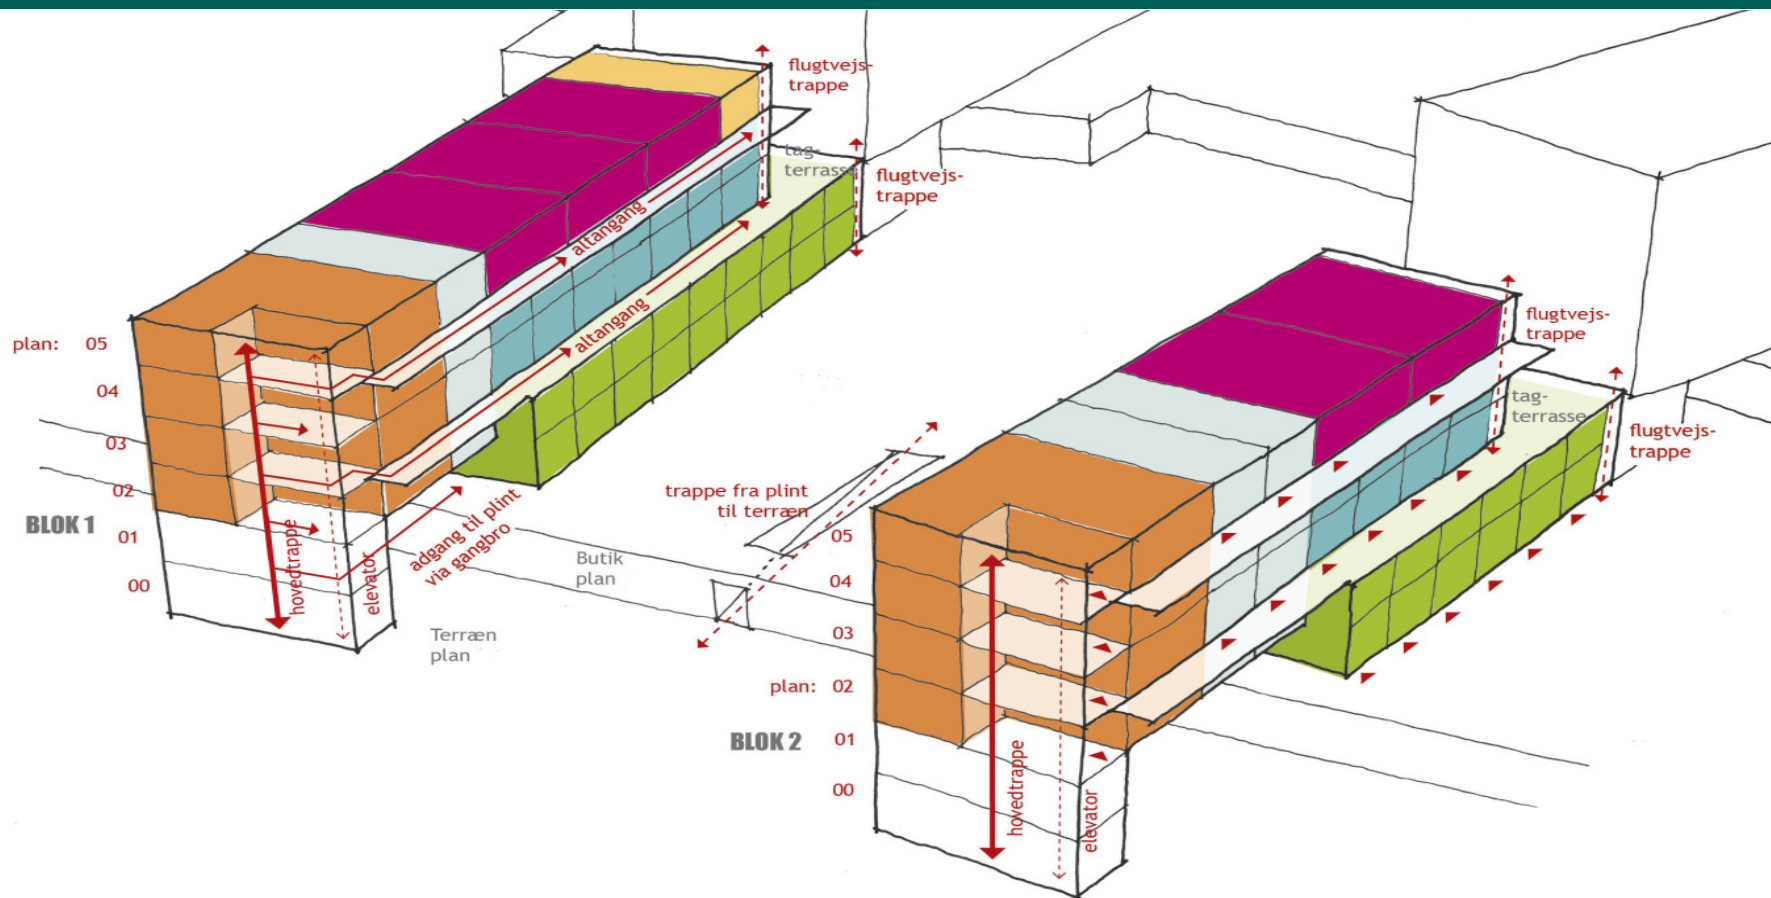 flugtvejs-
trappe
tag-
terrasse
flugtvejs-
trappe
altangang
altangang
plan: 05
04
03
02
BLOK 1
01
00
hovedtrappe
elevator
adgang til plint
via gangbro
Butik
plan
Terræn
plan
trappe fra plint
til terræn
flugtvejs-
trappe
tag-
terrasse
flugtvejs-
trappe
05
04
03
plan: 02
BLOK 2
01
00
hovedtrappe
elevator